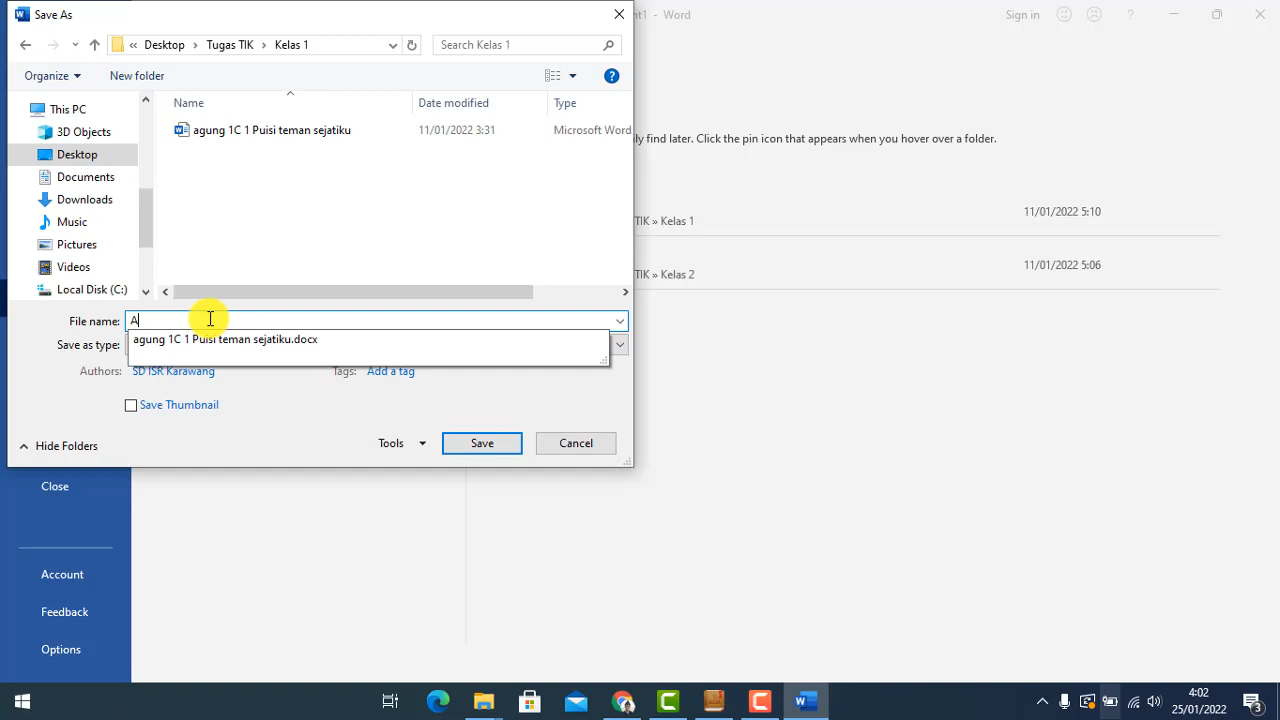 Save As
nt1 - Word
Sign in
Desktop
Tugas TIK
Kelas 1
Search Kelas 1
Organize
New folder
This PC
3D Objects
Desktop
Documents
Downloads
Music
Pictures
Videos
Local Disk (C:)
Name
Date modified
Type
agung 1C 1 Puisi teman sejatiku
11/01/2022 3:31
Microsoft Word
ily find later. Click the pin icon that appears when you hover over a folder.
TIK » Kelas 1
11/01/2022 5:10
TIK » Kelas 2
11/01/2022 5:06
File name:
A
agung 1C 1 Puisi teman sejatiku.docx
Save as type:
Authors:
SD ISR Karawang
Tags:
Add a tag
Save Thumbnail
Hide Folders
Tools
Save
Cancel
Close
Account
Feedback
Options
4:02
25/01/2022
3